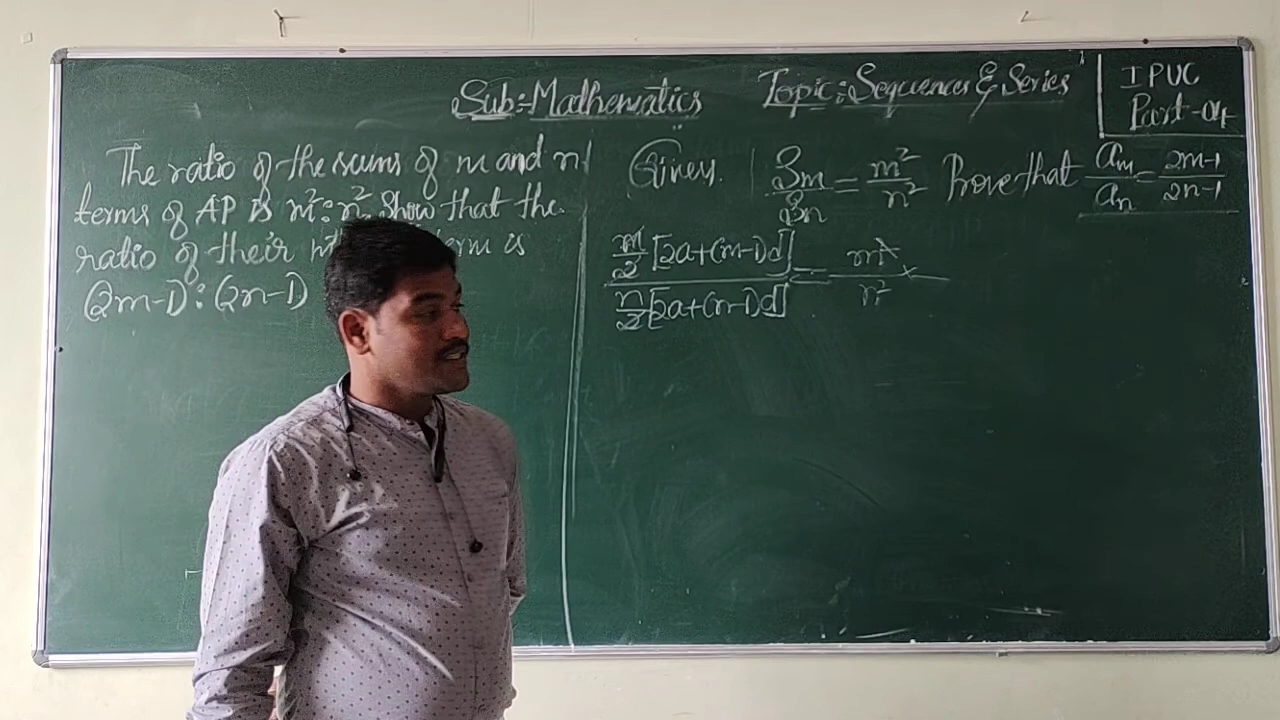 Sub:-Mathematics
Topic:-Sequences & Series
I PUC
Part-04
The ratio of the sums of m and n
terms of AP is m²:n². Show that the
ratio of their term is
(2m-1):(2n-1)
Given. Sm/Sn = m²/n² Prove that am/an = 2m-1/2n-1
m/2 [2a+(m-1)d] / n/2 [2a+(n-1)d] = m²/n² ×